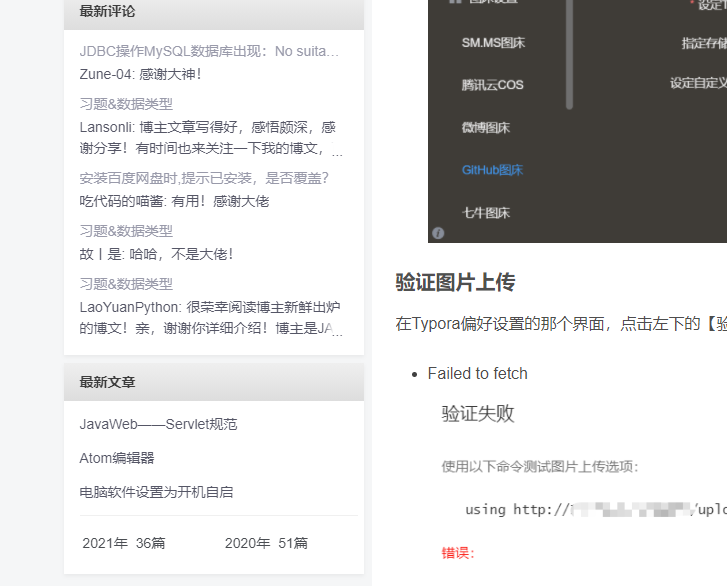 最新评论
JDBC操作MySQL数据库出现：No suita...
Zune-04: 感谢大神！
习题&数据类型
Lansonli: 博主文章写得好，感悟颇深，感
谢分享！有时间也来关注一下我的博文，...
安装百度网盘时,提示已安装，是否覆盖?
吃代码的喵酱: 有用！感谢大佬
习题&数据类型
故丨是: 哈哈，不是大佬！
习题&数据类型
LaoYuanPython: 很荣幸阅读博主新鲜出炉
的博文！亲，谢谢你详细介绍！博主是JA...
最新文章
JavaWeb——Servlet规范
Atom编辑器
电脑软件设置为开机自启
2021年 36篇
2020年 51篇
图床设置
设定
SM.MS图床
指定存储
腾讯云COS
设定自定义
微博图床
GitHub图床
七牛图床
验证图片上传
在Typora偏好设置的那个界面，点击左下的【验
Failed to fetch
验证失败
使用以下命令测试图片上传选项：
using http:// /uplo
错误：